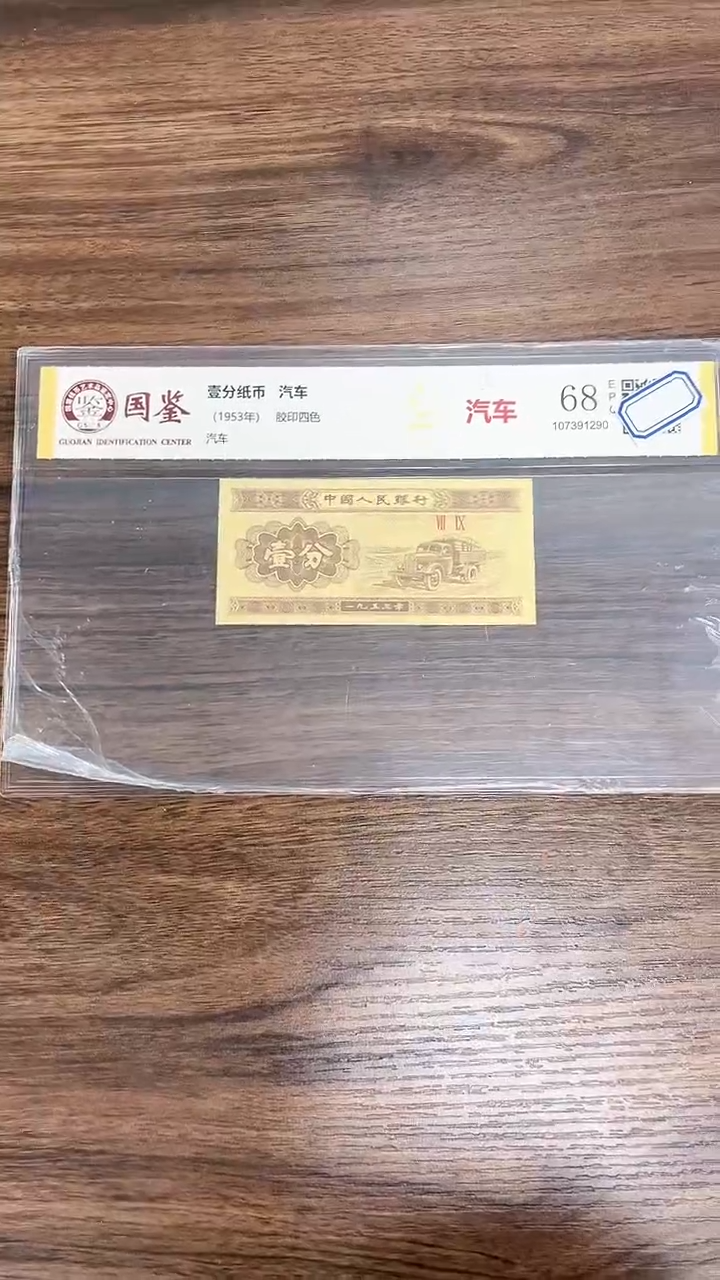 国鉴
GUOJIAN IDENTIFICATION CENTER
壹分纸币 汽车
(1953年) 胶印四色
汽车
汽车
68
107391290
中國人民銀行
VII IX
壹分
一九五三年